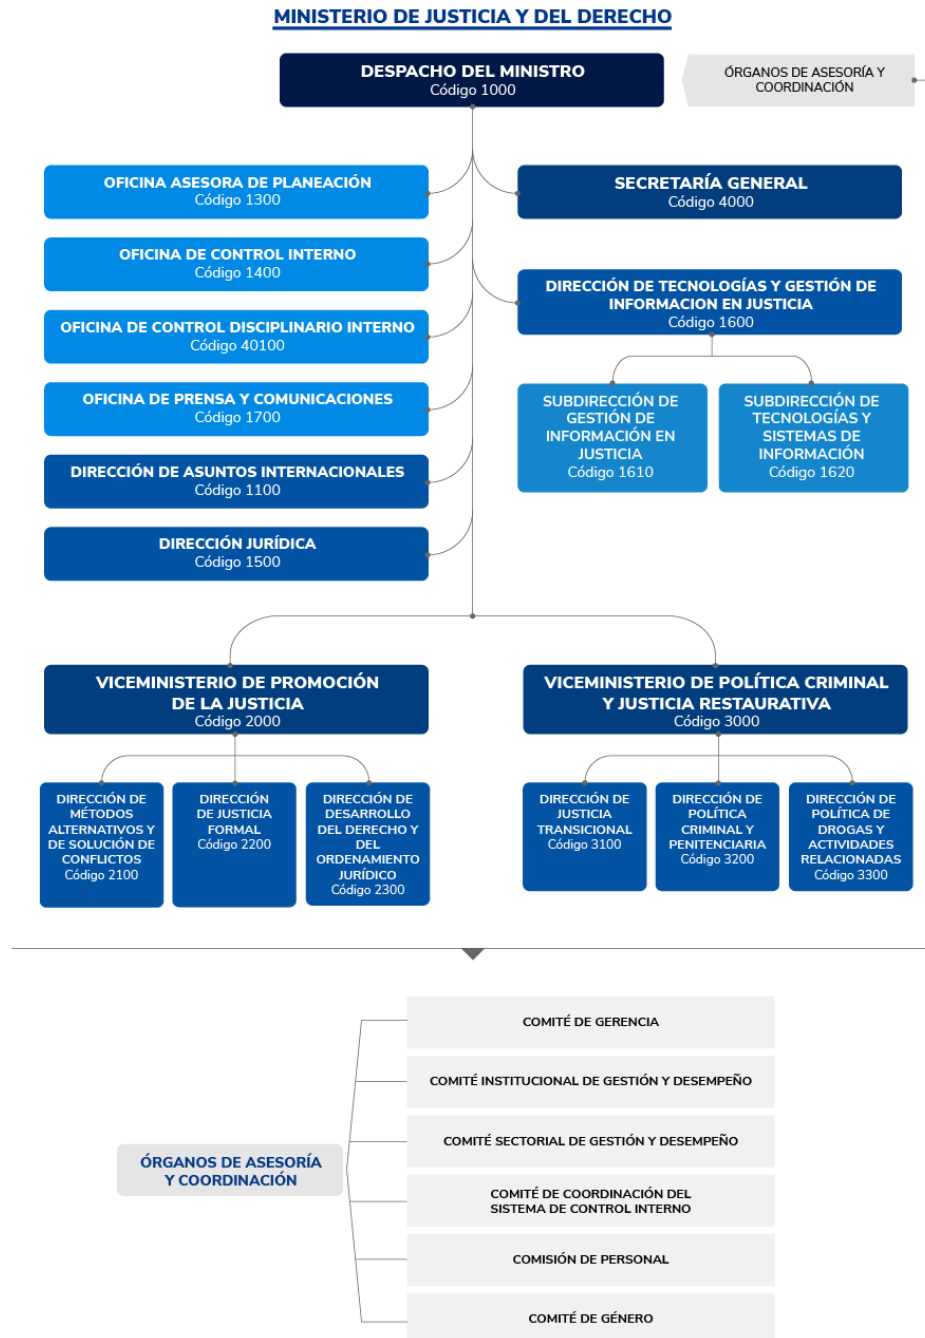 MINISTERIO DE JUSTICIA Y DEL DERECHO
DESPACHO DEL MINISTRO
Código 1000
ÓRGANOS DE ASESORÍA Y
COORDINACIÓN
OFICINA ASESORA DE PLANEACIÓN
Código 1300
SECRETARÍA GENERAL
Código 4000
OFICINA DE CONTROL INTERNO
Código 1400
DIRECCIÓN DE TECNOLOGÍAS Y GESTIÓN DE
INFORMACION EN JUSTICIA
Código 1600
OFICINA DE CONTROL DISCIPLINARIO INTERNO
Código 40100
OFICINA DE PRENSA Y COMUNICACIONES
Código 1700
SUBDIRECCIÓN DE
GESTIÓN DE
INFORMACIÓN EN
JUSTICIA
Código 1610
SUBDIRECCIÓN DE
TECNOLOGÍAS Y
SISTEMAS DE
INFORMACIÓN
Código 1620
DIRECCIÓN DE ASUNTOS INTERNACIONALES
Código 1100
DIRECCIÓN JURÍDICA
Código 1500
VICEMINISTERIO DE PROMOCIÓN
DE LA JUSTICIA
Código 2000
VICEMINISTERIO DE POLÍTICA CRIMINAL
Y JUSTICIA RESTAURATIVA
Código 3000
DIRECCIÓN DE
MÉTODOS
ALTERNATIVOS Y
DE SOLUCIÓN DE
CONFLICTOS
Código 2100
DIRECCIÓN
DE JUSTICIA
FORMAL
Código 2200
DIRECCIÓN DE
DESARROLLO
DEL DERECHO Y
DEL
ORDENAMIENTO
JURÍDICO
Código 2300
DIRECCIÓN DE
JUSTICIA
TRANSICIONAL
Código 3100
DIRECCIÓN DE
POLÍTICA
CRIMINAL Y
PENITENCIARIA
Código 3200
DIRECCIÓN DE
POLÍTICA DE
DROGAS Y
ACTIVIDADES
RELACIONADAS
Código 3300
ÓRGANOS DE ASESORÍA
Y COORDINACIÓN
COMITÉ DE GERENCIA
COMITÉ INSTITUCIONAL DE GESTIÓN Y DESEMPEÑO
COMITÉ SECTORIAL DE GESTIÓN Y DESEMPEÑO
COMITÉ DE COORDINACIÓN DEL
SISTEMA DE CONTROL INTERNO
COMISIÓN DE PERSONAL
COMITÉ DE GÉNERO